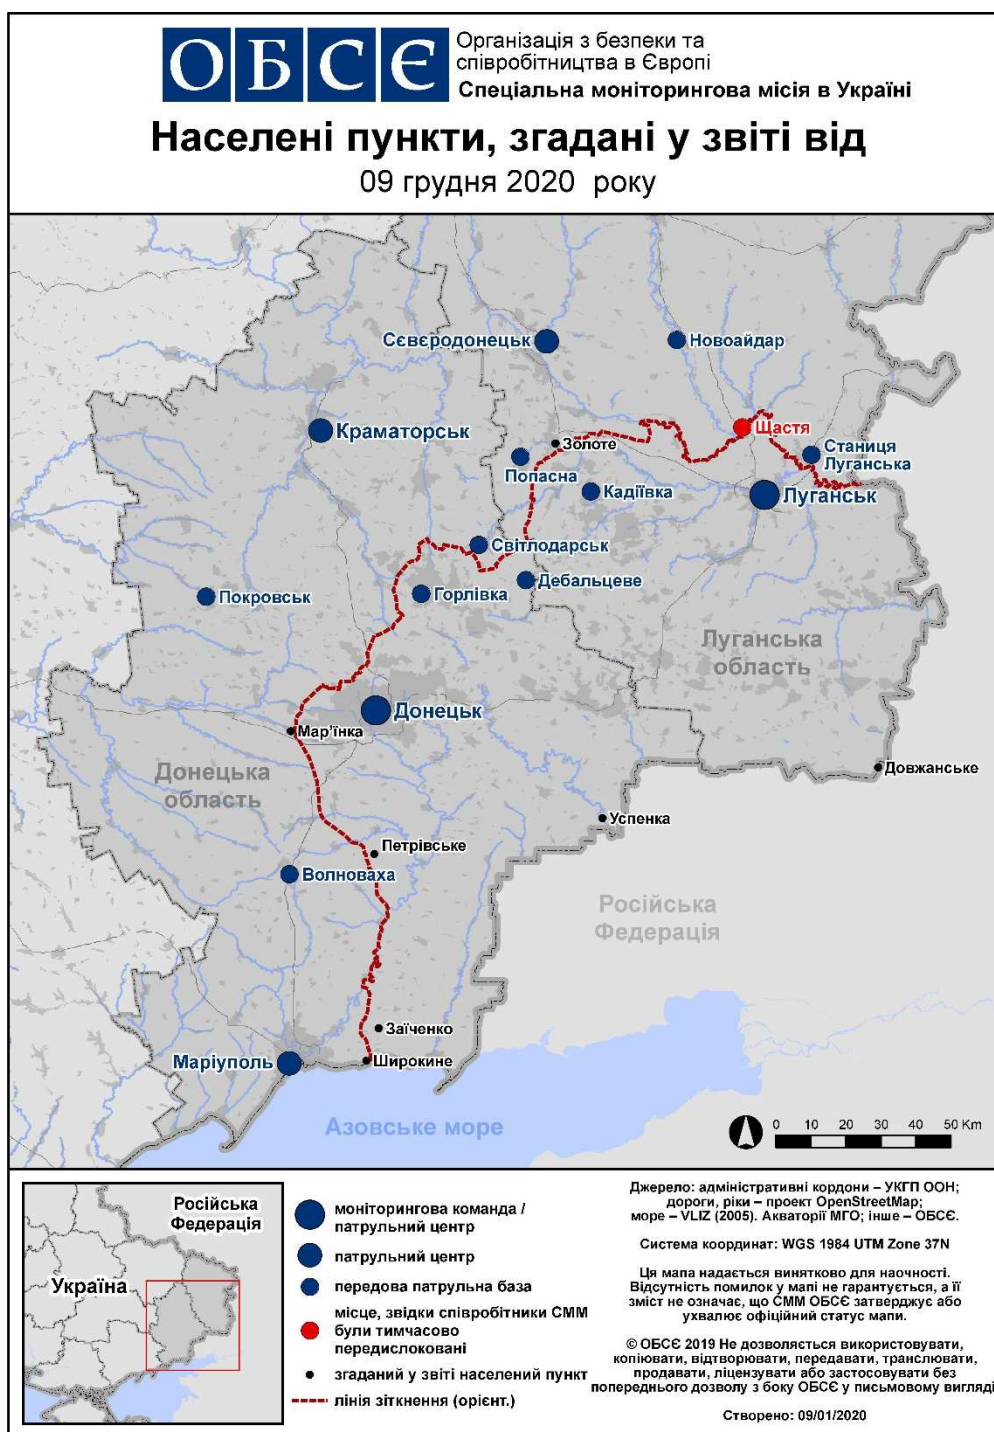 ОБСЄ
Організація з безпеки та
співробітництва в Європі
Спеціальна моніторингова місія в Україні
Населені пункти, згадані у звіті від
09 грудня 2020 року
Сєвєродонецьк
Новоайдар
Краматорськ
Щастя
Золоте
Станиця
Луганська
Попасна
Кадіївка
Луганськ
Світлодарськ
Дебальцеве
Покровськ
Горлівка
Луганська
область
Донецьк
Мар'їнка
Донецька
область
Довжанське
Успенка
Петрівське
Волноваха
Російська
Федерація
Заїченко
Маріуполь
Широкине
Азовське море
0 10 20 30 40 50 Km
Російська
Федерація
Україна
моніторингова команда /
патрульний центр
патрульний центр
передова патрульна база
місце, звідки співробітники СММ
були тимчасово
передислоковані
згаданий у звіті населений пункт
лінія зіткнення (орієнт.)
Джерело: адміністративні кордони – УКГП ООН;
дороги, ріки – проект OpenStreetMap;
море – VLIZ (2005). Акваторії МГО; інше – ОБСЄ.
Система координат: WGS 1984 UTM Zone 37N
Ця мапа надається винятково для наочності.
Відсутність помилок у мапі не гарантується, а її
зміст не означає, що СММ ОБСЄ затверджує або
ухвалює офіційний статус мапи.
© ОБСЄ 2019 Не дозволяється використовувати,
копіювати, відтворювати, передавати, транслювати,
продавати, ліцензувати або застосовувати без
попереднього дозволу з боку ОБСЄ у письмовому вигляді
Створено: 09/01/2020